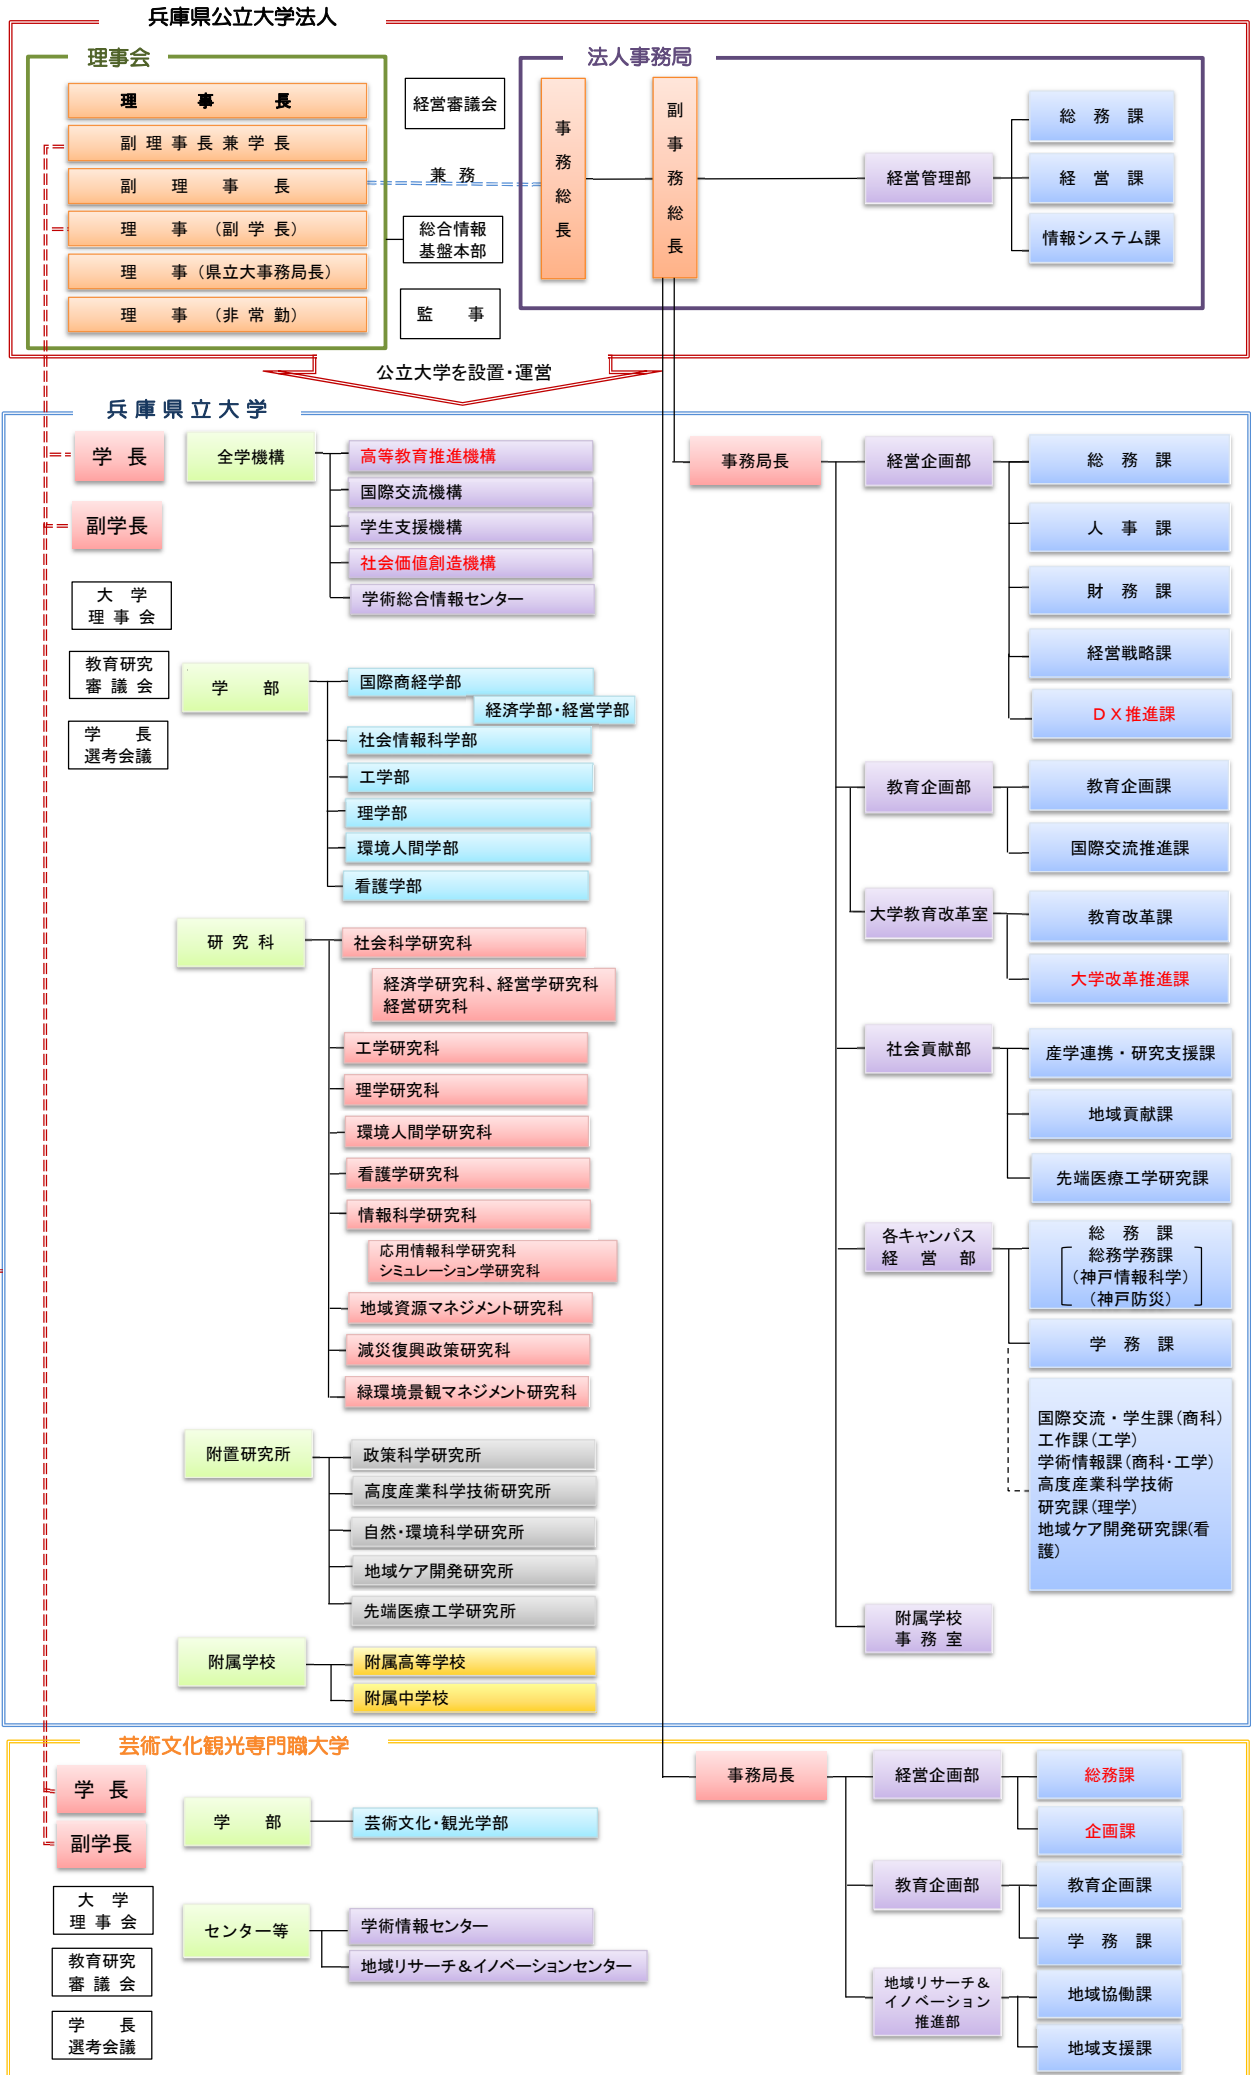 兵庫県公立大学法人
理事会
理　事　長
副理事長兼学長
副　理　事　長
理　事　（副学長）
理　事（県立大事務局長）
理　事　（非常勤）
経営審議会
兼務
総合情報
基盤本部
監　事
法人事務局
事務総長
副事務総長
経営管理部
総務課
経営課
情報システム課
公立大学を設置・運営
兵庫県立大学
学長
副学長
大　学
理事会
教育研究
審議会
学　長
選考会議
全学機構
高等教育推進機構
国際交流機構
学生支援機構
社会価値創造機構
学術総合情報センター
学　部
国際商経学部
経済学部・経営学部
社会情報科学部
工学部
理学部
環境人間学部
看護学部
研究科
社会科学研究科
経済学研究科、経営学研究科
経営研究科
工学研究科
理学研究科
環境人間学研究科
看護学研究科
情報科学研究科
応用情報科学研究科
シミュレーション学研究科
地域資源マネジメント研究科
減災復興政策研究科
緑環境景観マネジメント研究科
附置研究所
政策科学研究所
高度産業科学技術研究所
自然・環境科学研究所
地域ケア開発研究所
先端医療工学研究所
附属学校
附属高等学校
附属中学校
事務局長
経営企画部
総務課
人事課
財務課
経営戦略課
ＤＸ推進課
教育企画部
教育企画課
国際交流推進課
大学教育改革室
教育改革課
大学改革推進課
社会貢献部
産学連携・研究支援課
地域貢献課
先端医療工学研究課
各キャンパス
経営部
総務課
総務学務課
（神戸情報科学）
（神戸防災）
学務課
国際交流・学生課（商科）
工作課（工学）
学術情報課（商科・工学）
高度産業科学技術
研究課（理学）
地域ケア開発研究課（看
護）
附属学校
事務室
芸術文化観光専門職大学
学長
副学長
大　学
理事会
教育研究
審議会
学　長
選考会議
学　部
芸術文化・観光学部
センター等
学術情報センター
地域リサーチ＆イノベーションセンター
事務局長
経営企画部
総務課
企画課
教育企画部
教育企画課
学務課
地域リサーチ＆
イノベーション
推進部
地域協働課
地域支援課